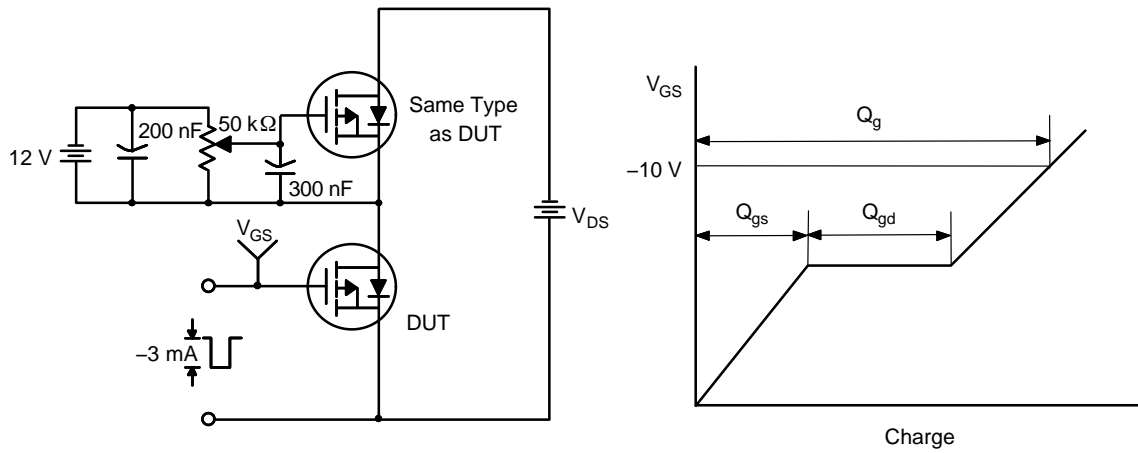 Same Type
as DUT
200 nF
50 kΩ
12 V
300 nF
V_GS
V_DS
DUT
–3 mA
V_GS
Q_g
–10 V
Q_gs
Q_gd
Charge